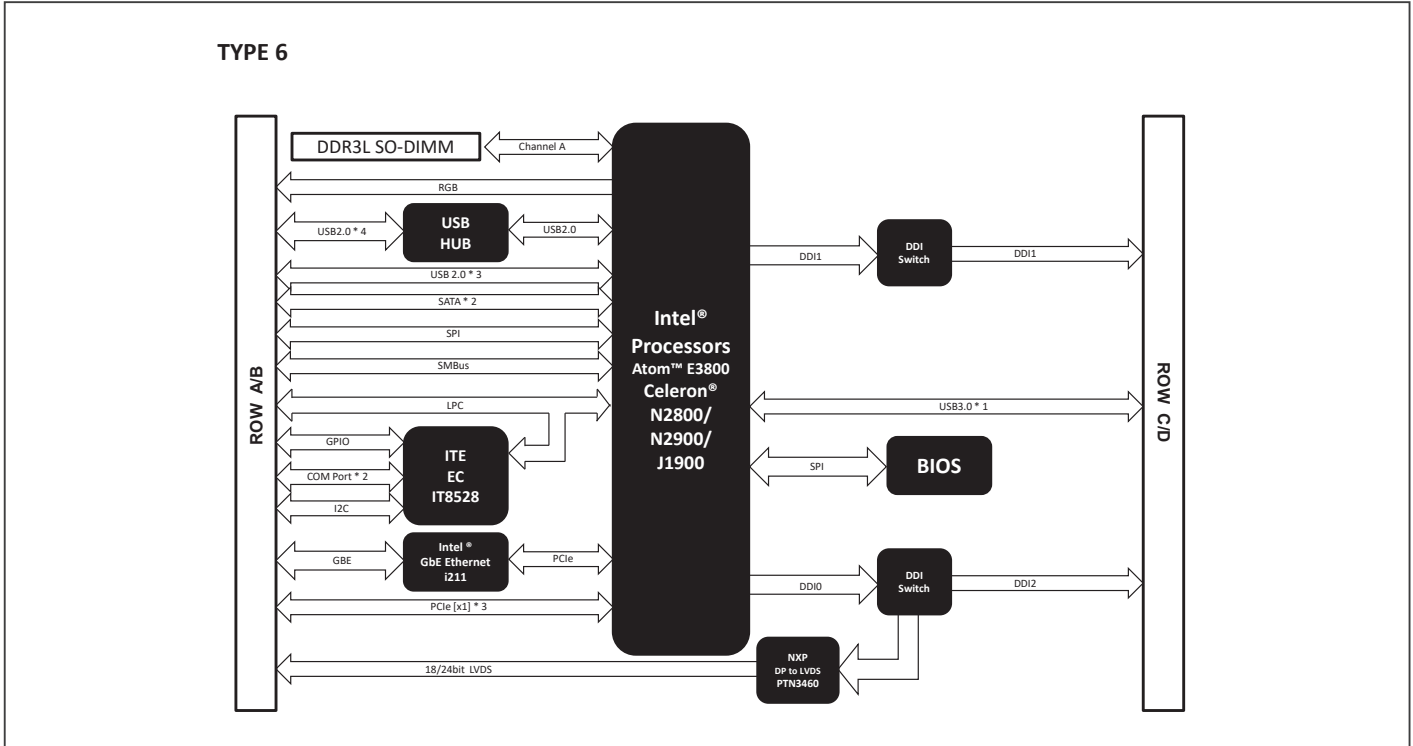 TYPE 6
ROW A/B
DDR3L SO-DIMM
Channel A
RGB
USB2.0 * 4
USB
HUB
USB2.0
USB 2.0 * 3
SATA * 2
SPI
SMBus
LPC
GPIO
COM Port * 2
I2C
ITE
EC
IT8528
GBE
Intel ®
GbE Ethernet
i211
PCIe
PCIe [x1] * 3
18/24bit LVDS
Intel®
Processors
Atom™ E3800
Celeron®
N2800/
N2900/
J1900
DDI1
DDI
Switch
DDI1
USB3.0 * 1
SPI
BIOS
DDI0
DDI
Switch
DDI2
NXP
DP to LVDS
PTN3460
ROW C/D